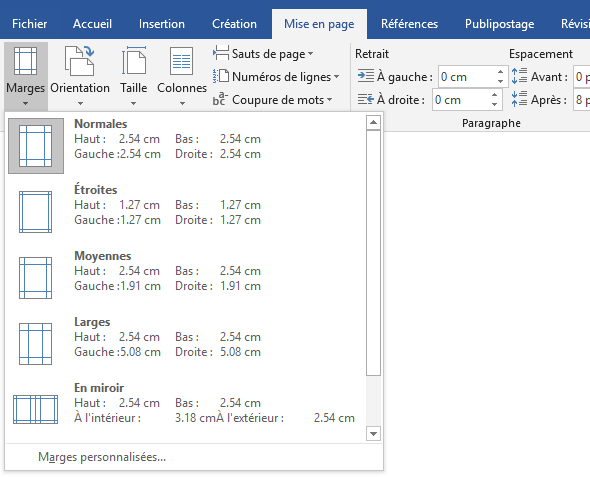 Fichier Accueil Insertion Création Mise en page Références Publipostage
Marges Orientation Taille Colonnes
Sauts de page
Numéros de lignes
Coupure de mots
Retrait Espacement
À gauche : 0 cm Avant : 0
À droite : 0 cm Après : 8
Paragraphe
Normales
Haut : 2.54 cm Bas : 2.54 cm
Gauche :2.54 cm Droite : 2.54 cm
Étroites
Haut : 1.27 cm Bas : 1.27 cm
Gauche :1.27 cm Droite : 1.27 cm
Moyennes
Haut : 2.54 cm Bas : 2.54 cm
Gauche :1.91 cm Droite : 1.91 cm
Larges
Haut : 2.54 cm Bas : 2.54 cm
Gauche :5.08 cm Droite : 5.08 cm
En miroir
Haut : 2.54 cm Bas : 2.54 cm
À l'intérieur : 3.18 cmÀ l'extérieur : 2.54 cm
Marges personnalisées...